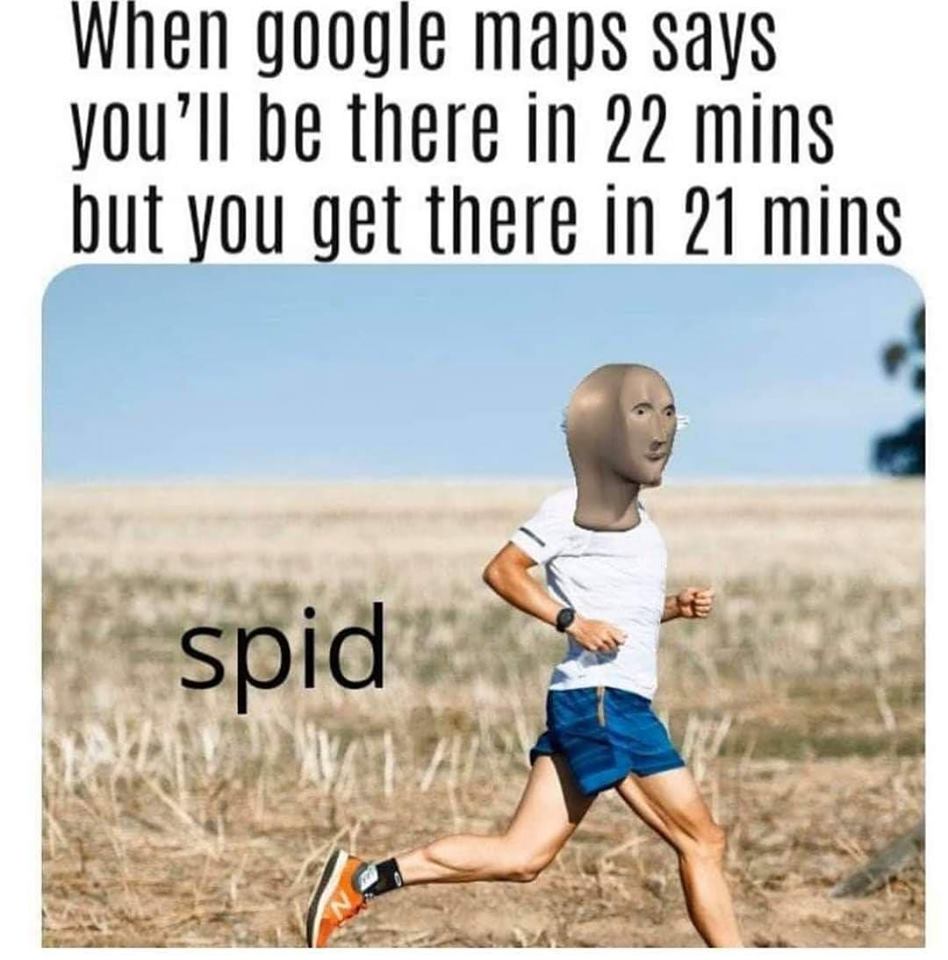 When google maps says
you'll be there in 22 mins
but you get there in 21 mins
spid
N